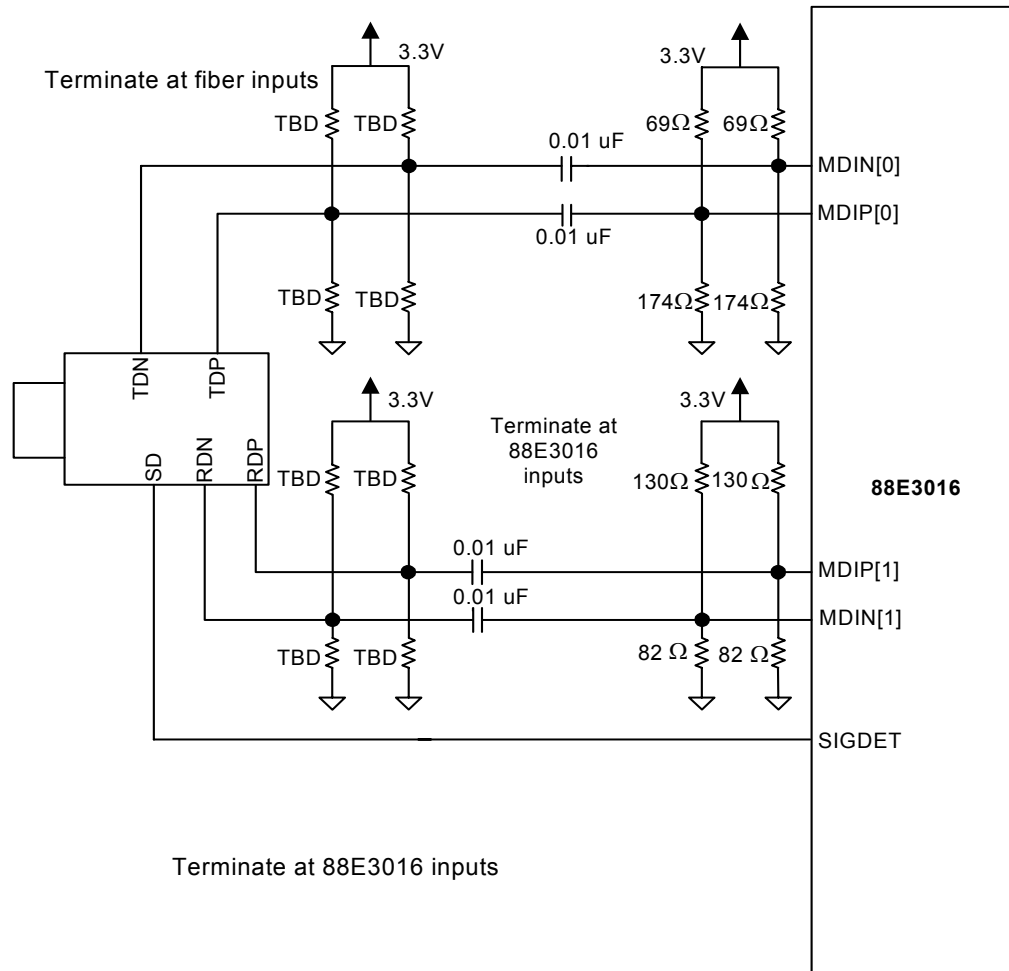 3.3V
3.3V
Terminate at fiber inputs
TBD
TBD
69Ω
69Ω
0.01 uF
MDIN[0]
MDIP[0]
0.01 uF
TBD
TBD
174Ω
174Ω
TDN
TDP
SD
RDN
RDP
3.3V
3.3V
Terminate at
88E3016
inputs
TBD
TBD
130Ω
130 Ω
88E3016
0.01 uF
MDIP[1]
0.01 uF
MDIN[1]
TBD
TBD
82 Ω
82 Ω
SIGDET
Terminate at 88E3016 inputs